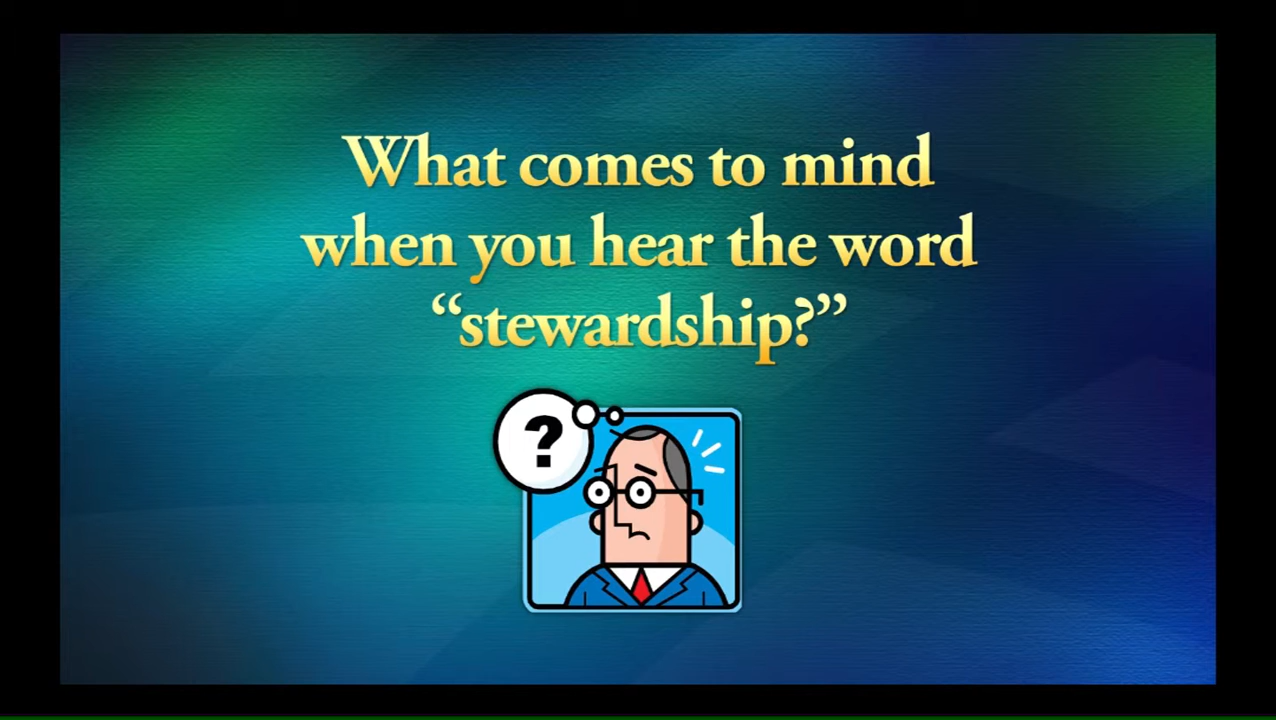 What comes to mind
when you hear the word
“stewardship?”
?